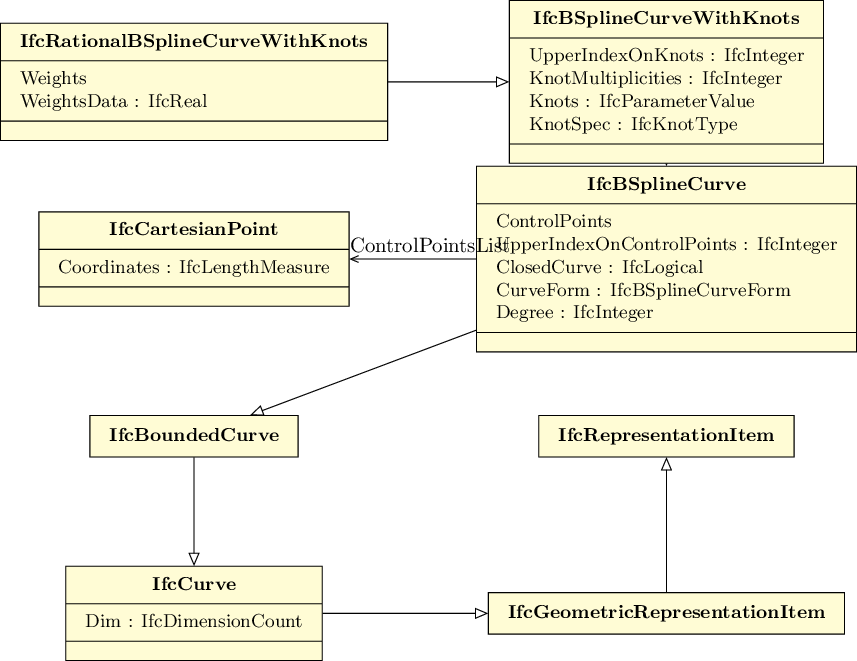 IfcRationalBSplineCurveWithKnots
Weights
WeightsData : IfcReal
IfcBSplineCurveWithKnots
UpperIndexOnKnots : IfcInteger
KnotMultiplicities : IfcInteger
Knots : IfcParameterValue
KnotSpec : IfcKnotType
IfcBSplineCurve
ControlPoints
UpperIndexOnControlPoints : IfcInteger
ClosedCurve : IfcLogical
CurveForm : IfcBSplineCurveForm
Degree : IfcInteger
ControlPointsList
IfcCartesianPoint
Coordinates : IfcLengthMeasure
IfcBoundedCurve
IfcRepresentationItem
IfcCurve
Dim : IfcDimensionCount
IfcGeometricRepresentationItem